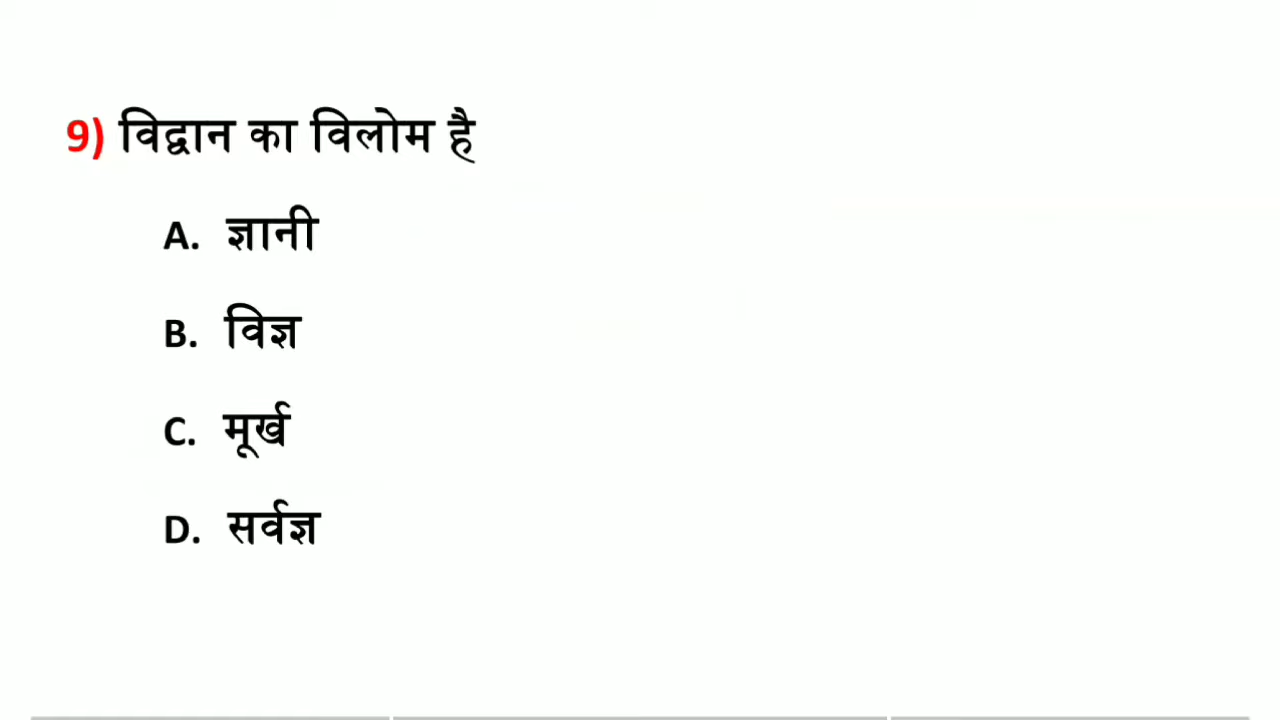 9) विद्वान का विलोम है
A. ज्ञानी
B. विज्ञ
C. मूर्ख
D. सर्वज्ञ